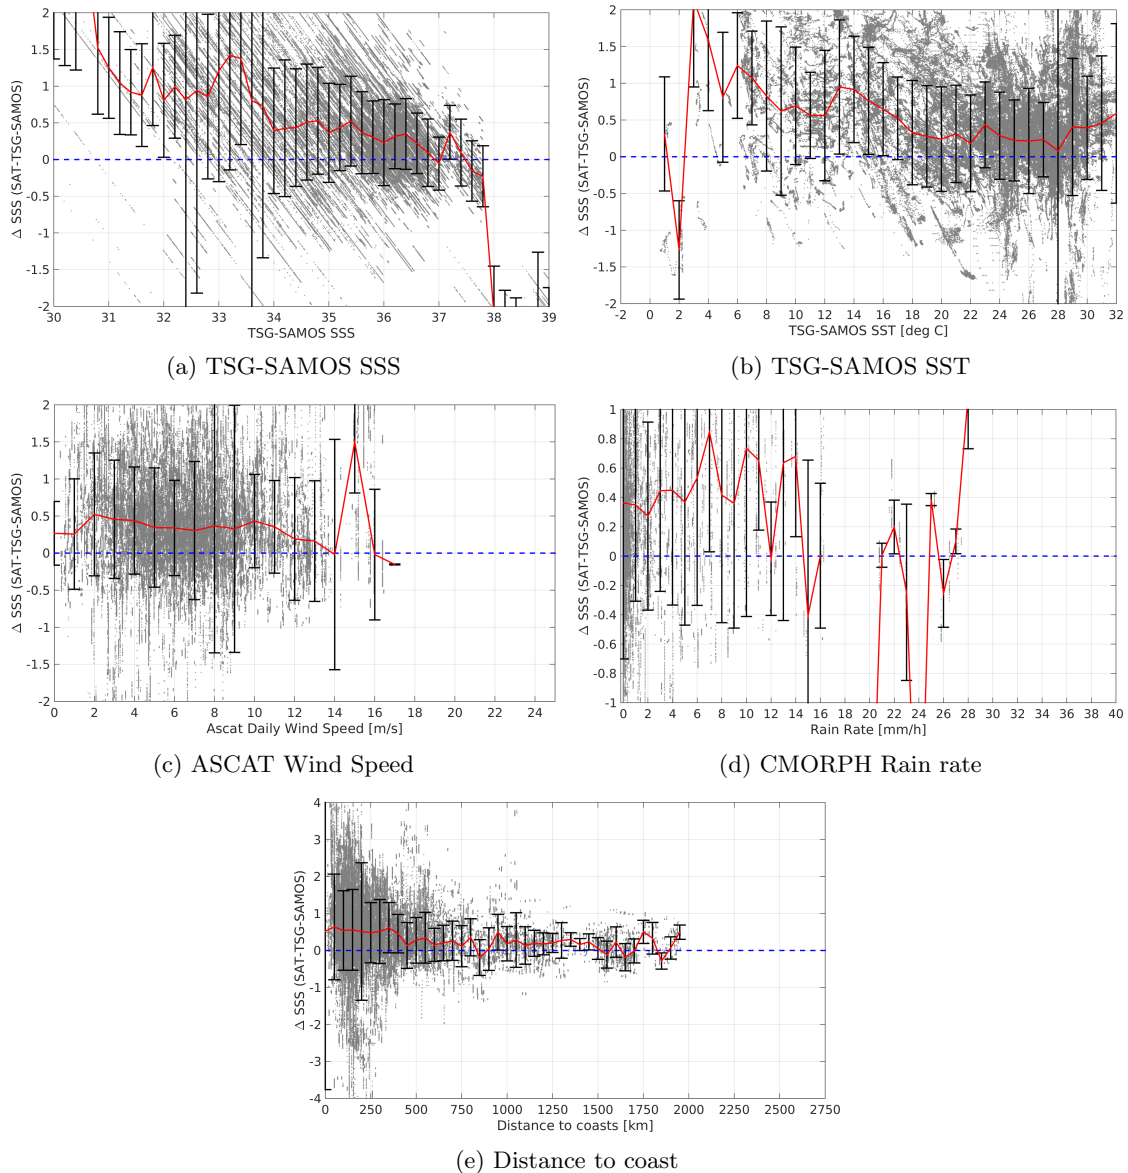 2
1.5
1
0.5
0
-0.5
-1
-1.5
-2
Δ SSS (SAT-TSG-SAMOS)
30 31 32 33 34 35 36 37 38 39
TSG-SAMOS SSS
(a) TSG-SAMOS SSS
2
1.5
1
0.5
0
-0.5
-1
-1.5
-2
Δ SSS (SAT-TSG-SAMOS)
-2 0 2 4 6 8 10 12 14 16 18 20 22 24 26 28 30 32
TSG-SAMOS SST [deg C]
(b) TSG-SAMOS SST
2
1.5
1
0.5
0
-0.5
-1
-1.5
-2
Δ SSS (SAT-TSG-SAMOS)
0 2 4 6 8 10 12 14 16 18 20 22 24
Ascat Daily Wind Speed [m/s]
(c) ASCAT Wind Speed
1
0.8
0.6
0.4
0.2
0
-0.2
-0.4
-0.6
-0.8
-1
Δ SSS (SAT-TSG-SAMOS)
0 2 4 6 8 10 12 14 16 18 20 22 24 26 28 30 32 34 36 38 40
Rain Rate [mm/h]
(d) CMORPH Rain rate
4
3
2
1
0
-1
-2
-3
-4
Δ SSS (SAT-TSG-SAMOS)
0 250 500 750 1000 1250 1500 1750 2000 2250 2500 2750
Distance to coasts [km]
(e) Distance to coast